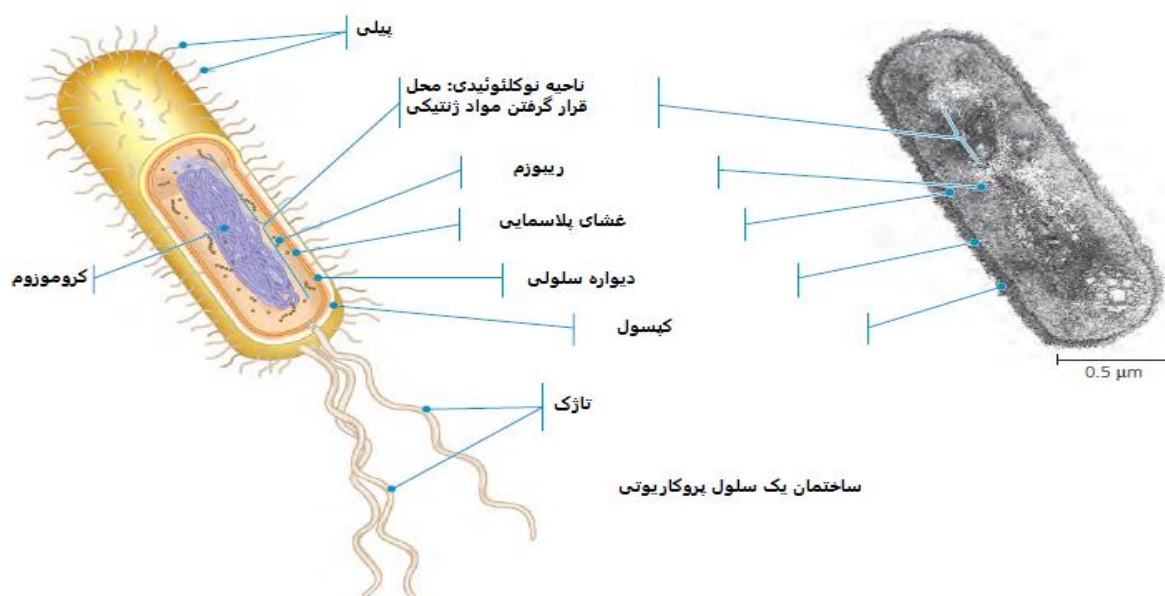 پیلی
ناحیه نوکلئوئیدی: محل
قرار گرفتن مواد ژنتیکی
ریبوزم
غشای پلاسمایی
دیواره سلولی
کروموزوم
کپسول
0.5 µm
تاژک
ساختمان یک سلول پروکاریوتی